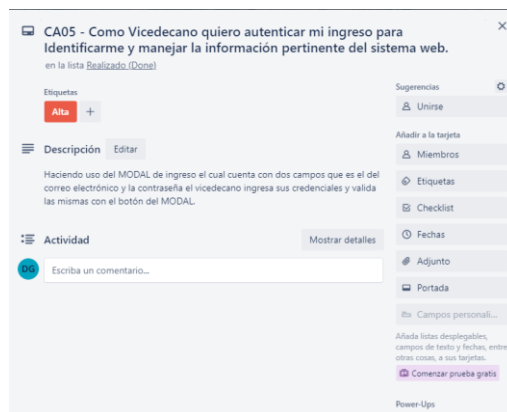 CA05 - Como Vicedecano quiero autenticar mi ingreso para
Identificarme y manejar la información pertinente del sistema web.
en la lista Realizado (Done)
Etiquetas
Alta +
Descripción Editar
Haciendo uso del MODAL de ingreso el cual cuenta con dos campos que es el del
correo electrónico y la contraseña el vicedecano ingresa sus credenciales y valida
las mismas con el botón del MODAL.
Actividad Mostrar detalles
DG Escriba un comentario...
Sugerencias
Unirse
Añadir a la tarjeta
Miembros
Etiquetas
Checklist
Fechas
Adjunto
Portada
Campos personali...
Añada listas desplegables,
campos de texto y fechas, entre
otras cosas, a sus tarjetas.
Comenzar prueba gratis
Power-Ups